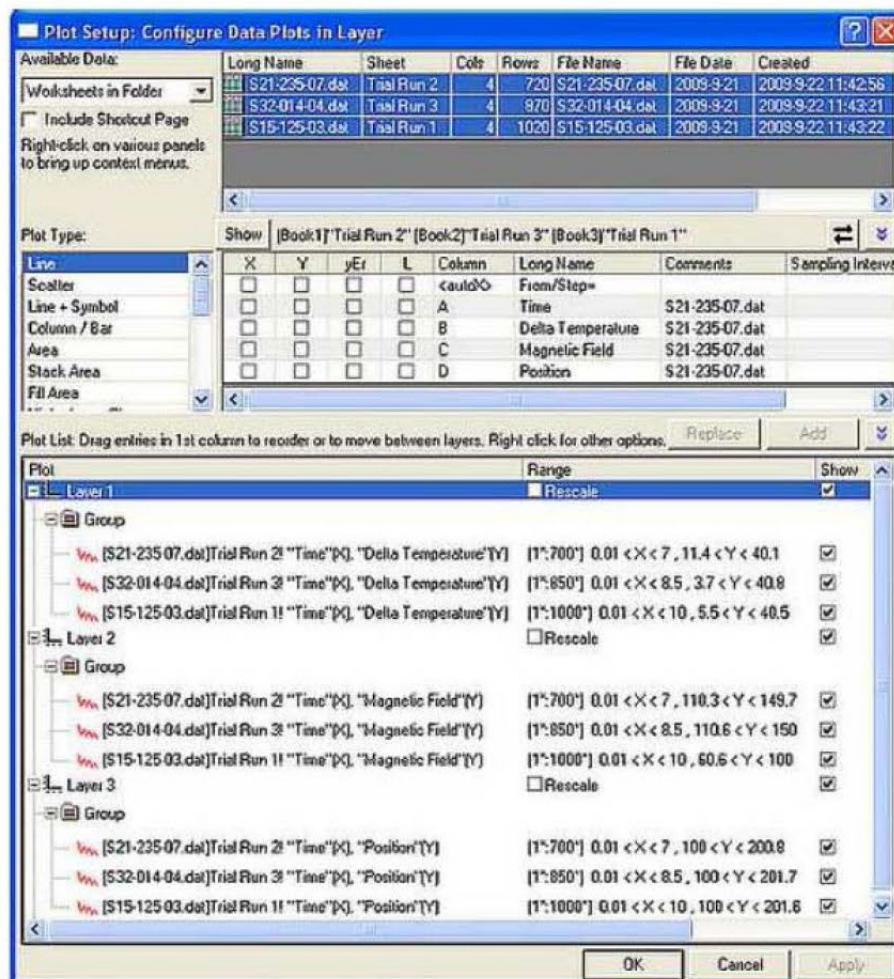 Plot Setup: Configure Data Plots in Layer
Available Data:
Worksheets in Folder
Include Shortcut Page
Right-click on various panels
to bring up context menus.
Long Name Sheet Cols Rows File Name File Date Created
S21-235-07.dat Trial Run 2 4 720 S21-235-07.dat 2009-9-21 2009-9-22 11:42:56
S32-014-04.dat Trial Run 3 4 870 S32-014-04.dat 2009-9-21 2009-9-22 11:43:21
S15-125-03.dat Trial Run 1 4 1020 S15-125-03.dat 2009-9-21 2009-9-22 11:43:22
Plot Type:
Show [Book1]"Trial Run 2" [Book2]"Trial Run 3" [Book3]"Trial Run 1"
Line
Scatter
Line + Symbol
Column / Bar
Area
Stack Area
Fill Area
X Y yEr L Column Long Name Comments Sampling Interva
<autoX> From/Step=
A Time S21-235-07.dat
B Delta Temperature S21-235-07.dat
C Magnetic Field S21-235-07.dat
D Position S21-235-07.dat
Plot List: Drag entries in 1st column to reorder or to move between layers. Right click for other options.
Replace Add
Plot Range Show
Layer 1 Rescale
Group
[S21-235-07.dat]Trial Run 2! "Time"(X), "Delta Temperature"(Y) [1*:700*] 0.01 < X < 7 , 11.4 < Y < 40.1
[S32-014-04.dat]Trial Run 3! "Time"(X), "Delta Temperature"(Y) [1*:850*] 0.01 < X < 8.5 , 3.7 < Y < 40.8
[S15-125-03.dat]Trial Run 1! "Time"(X), "Delta Temperature"(Y) [1*:1000*] 0.01 < X < 10 , 5.5 < Y < 40.5
Layer 2 Rescale
Group
[S21-235-07.dat]Trial Run 2! "Time"(X), "Magnetic Field"(Y) [1*:700*] 0.01 < X < 7 , 110.3 < Y < 149.7
[S32-014-04.dat]Trial Run 3! "Time"(X), "Magnetic Field"(Y) [1*:850*] 0.01 < X < 8.5 , 110.6 < Y < 150
[S15-125-03.dat]Trial Run 1! "Time"(X), "Magnetic Field"(Y) [1*:1000*] 0.01 < X < 10 , 60.6 < Y < 100
Layer 3 Rescale
Group
[S21-235-07.dat]Trial Run 2! "Time"(X), "Position"(Y) [1*:700*] 0.01 < X < 7 , 100 < Y < 200.8
[S32-014-04.dat]Trial Run 3! "Time"(X), "Position"(Y) [1*:850*] 0.01 < X < 8.5 , 100 < Y < 201.7
[S15-125-03.dat]Trial Run 1! "Time"(X), "Position"(Y) [1*:1000*] 0.01 < X < 10 , 100 < Y < 201.6
OK Cancel Apply